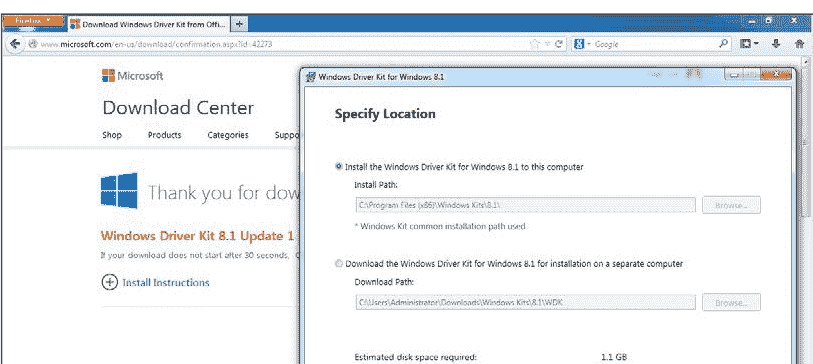 Firefox
Download Windows Driver Kit from Offi...
www.microsoft.com/en-us/download/confirmation.aspx?id=42273
Google
Microsoft
Download Center
Shop Products Categories Suppo
Thank you for dow
Windows Driver Kit 8.1 Update 1
If your download does not start after 30 seconds,
Install Instructions
Windows Driver Kit for Windows 8.1
Specify Location
Install the Windows Driver Kit for Windows 8.1 to this computer
Install Path:
C:\Program Files (x86)\Windows Kits\8.1\
Browse...
* Windows Kit common installation path used
Download the Windows Driver Kit for Windows 8.1 for installation on a separate computer
Download Path:
C:\Users\Administrator\Downloads\Windows Kits\8.1\WDK
Browse...
Estimated disk space required: 1.1 GB